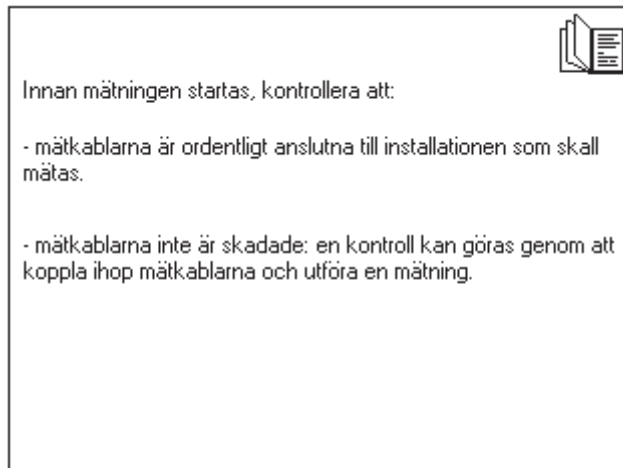 Innan mätningen startas, kontrollera att:
- mätkablarna är ordentligt anslutna till installationen som skall
mätas.
- mätkablarna inte är skadade: en kontroll kan göras genom att
koppla ihop mätkablarna och utföra en mätning.